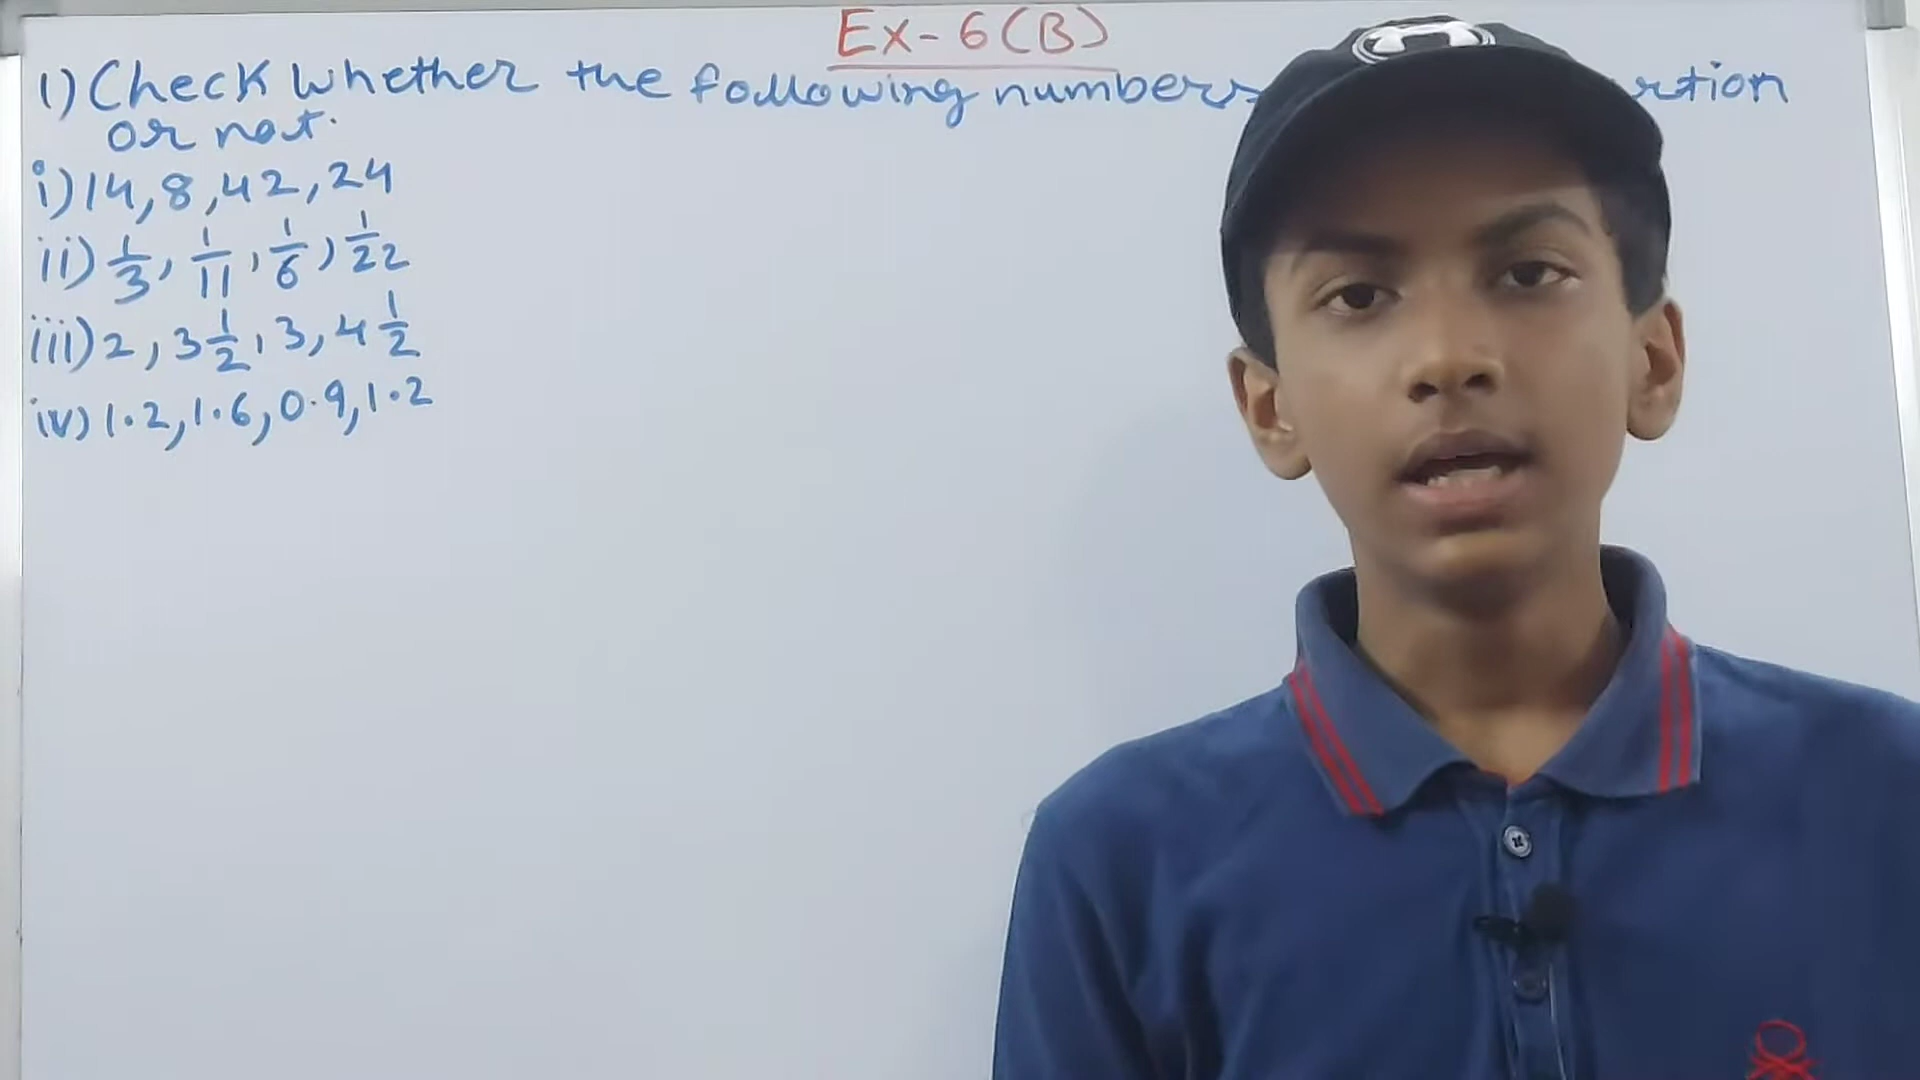 Ex- 6(B)
1) Check whether the following numbers
or not.
i) 14, 8, 42, 24
ii) 1/3, 1/11, 1/6, 1/22
iii) 2, 3 1/2, 3, 4 1/2
iv) 1.2, 1.6, 0.9, 1.2